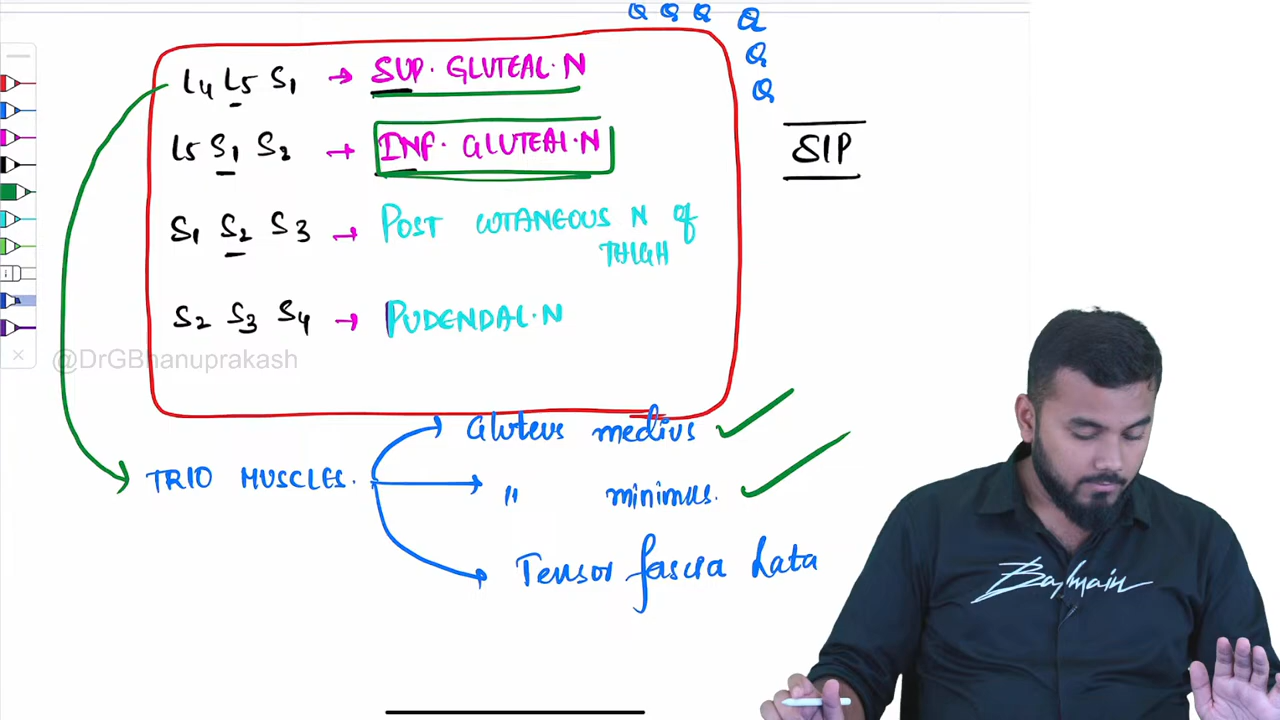 Q Q Q Q
Q
Q
L4 L5 S1 → SUP. GLUTEAL. N
L5 S1 S2 → INF. GLUTEAL. N
SIP
S1 S2 S3 → POST CUTANEOUS N of
THIGH
S2 S3 S4 → PUDENDAL. N
@DrGBhanuprakash
Gluteus medius ✓
TRIO MUSCLES.
" minimus. ✓
Tensor fascia Lata
Balmain